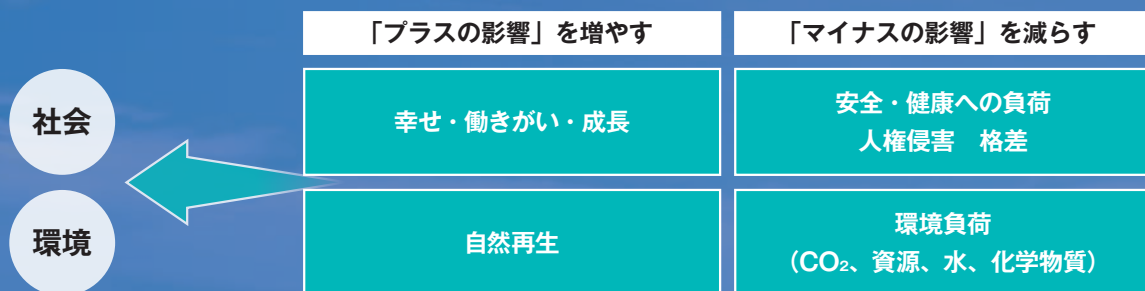 「プラスの影響」を増やす
「マイナスの影響」を減らす
社会
幸せ・働きがい・成長
安全・健康への負荷
人権侵害　格差
環境
自然再生
環境負荷
（CO₂、資源、水、化学物質）